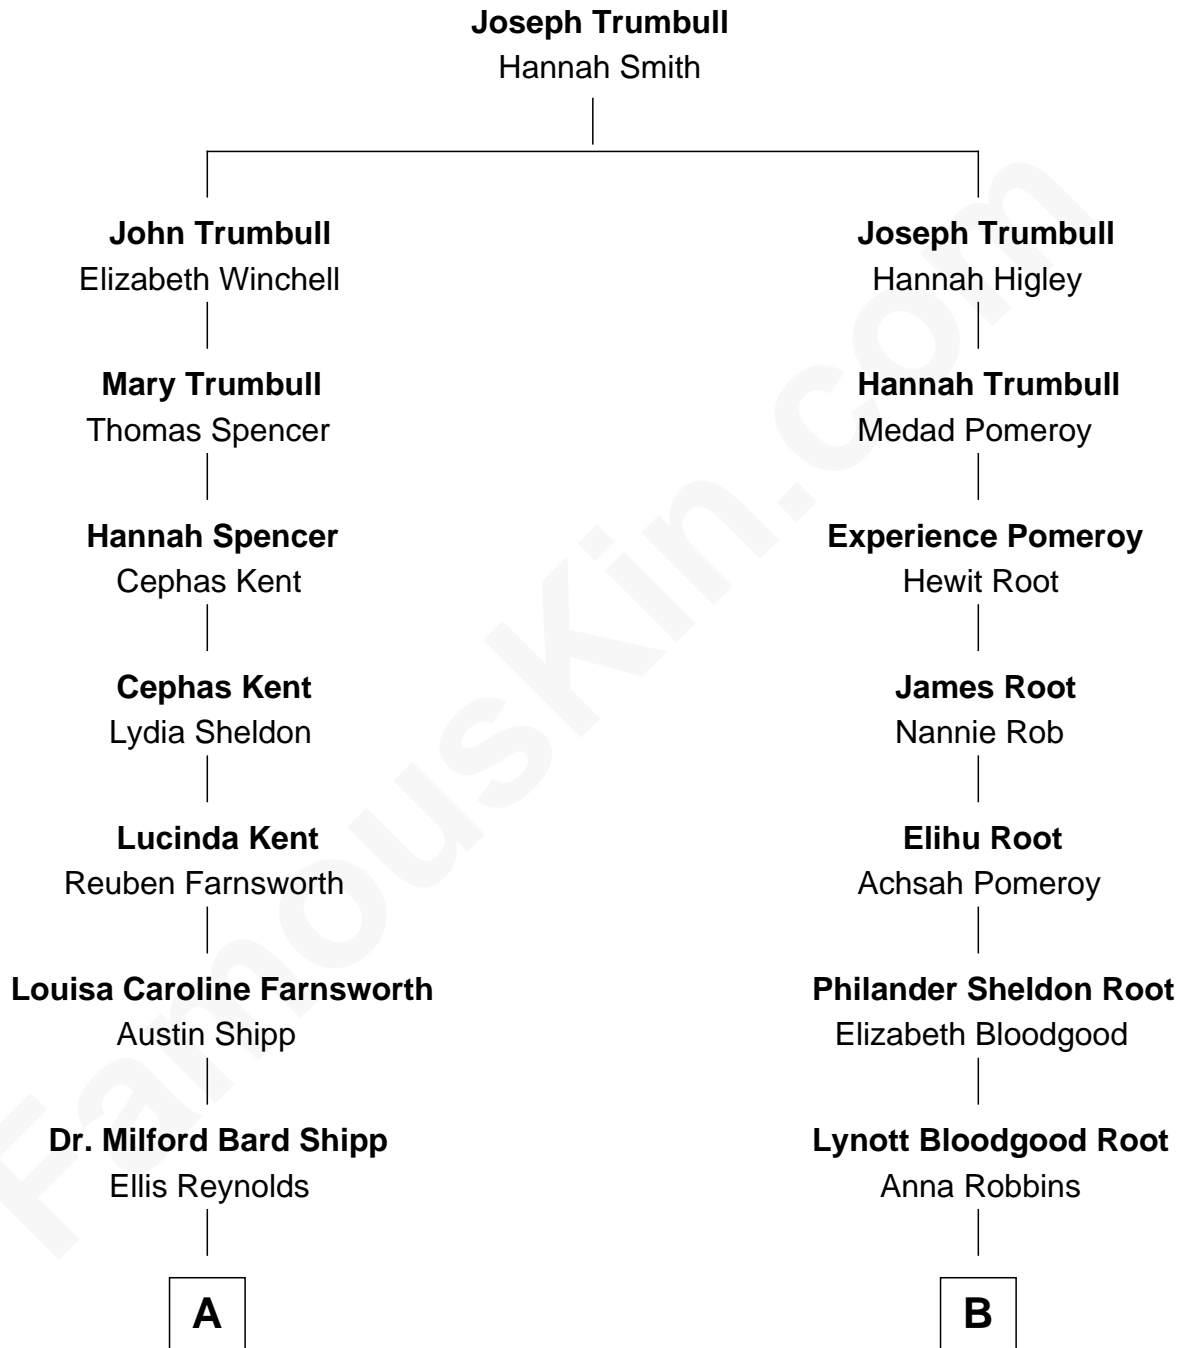 Joseph Trumbull
Hannah Smith
John Trumbull
Elizabeth Winchell
Joseph Trumbull
Hannah Higley
Mary Trumbull
Thomas Spencer
Hannah Trumbull
Medad Pomeroy
Hannah Spencer
Cephas Kent
Experience Pomeroy
Hewit Root
Cephas Kent
Lydia Sheldon
James Root
Nannie Rob
Lucinda Kent
Reuben Farnsworth
Elihu Root
Achsah Pomeroy
Louisa Caroline Farnsworth
Austin Shipp
Philander Sheldon Root
Elizabeth Bloodgood
Dr. Milford Bard Shipp
Ellis Reynolds
Lynott Bloodgood Root
Anna Robbins
A
B
FamousKin.com